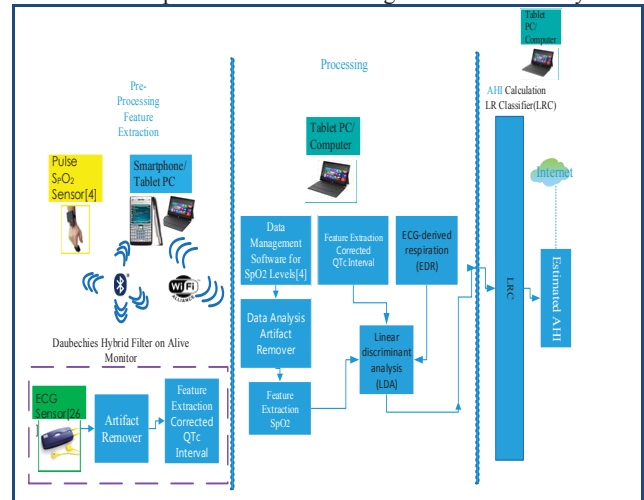 Pre-
Processing
Feature
Extraction
Pulse
SpO2
Sensor[4]
Smartphone/
Tablet PC
WiFi
ALLIANCE
Daubechies Hybrid Filter on Alive
Monitor
ECG
Sensor[26
Artifact
Remover
Feature
Extraction
Corrected
QTc
Interval
Processing
Tablet PC/
Computer
Data
Management
Software for
SpO2 Levels[4]
Feature Extraction
Corrected
QTc Interval
ECG-derived
respiration
(EDR)
Data Analysis
Artifact
Remover
Linear
discriminant
analysis
(LDA)
Feature
Extraction
SpO2
Tablet
PC/
Computer
AHI Calculation
LR Classifier(LRC)
LRC
Internet
Estimated AHI